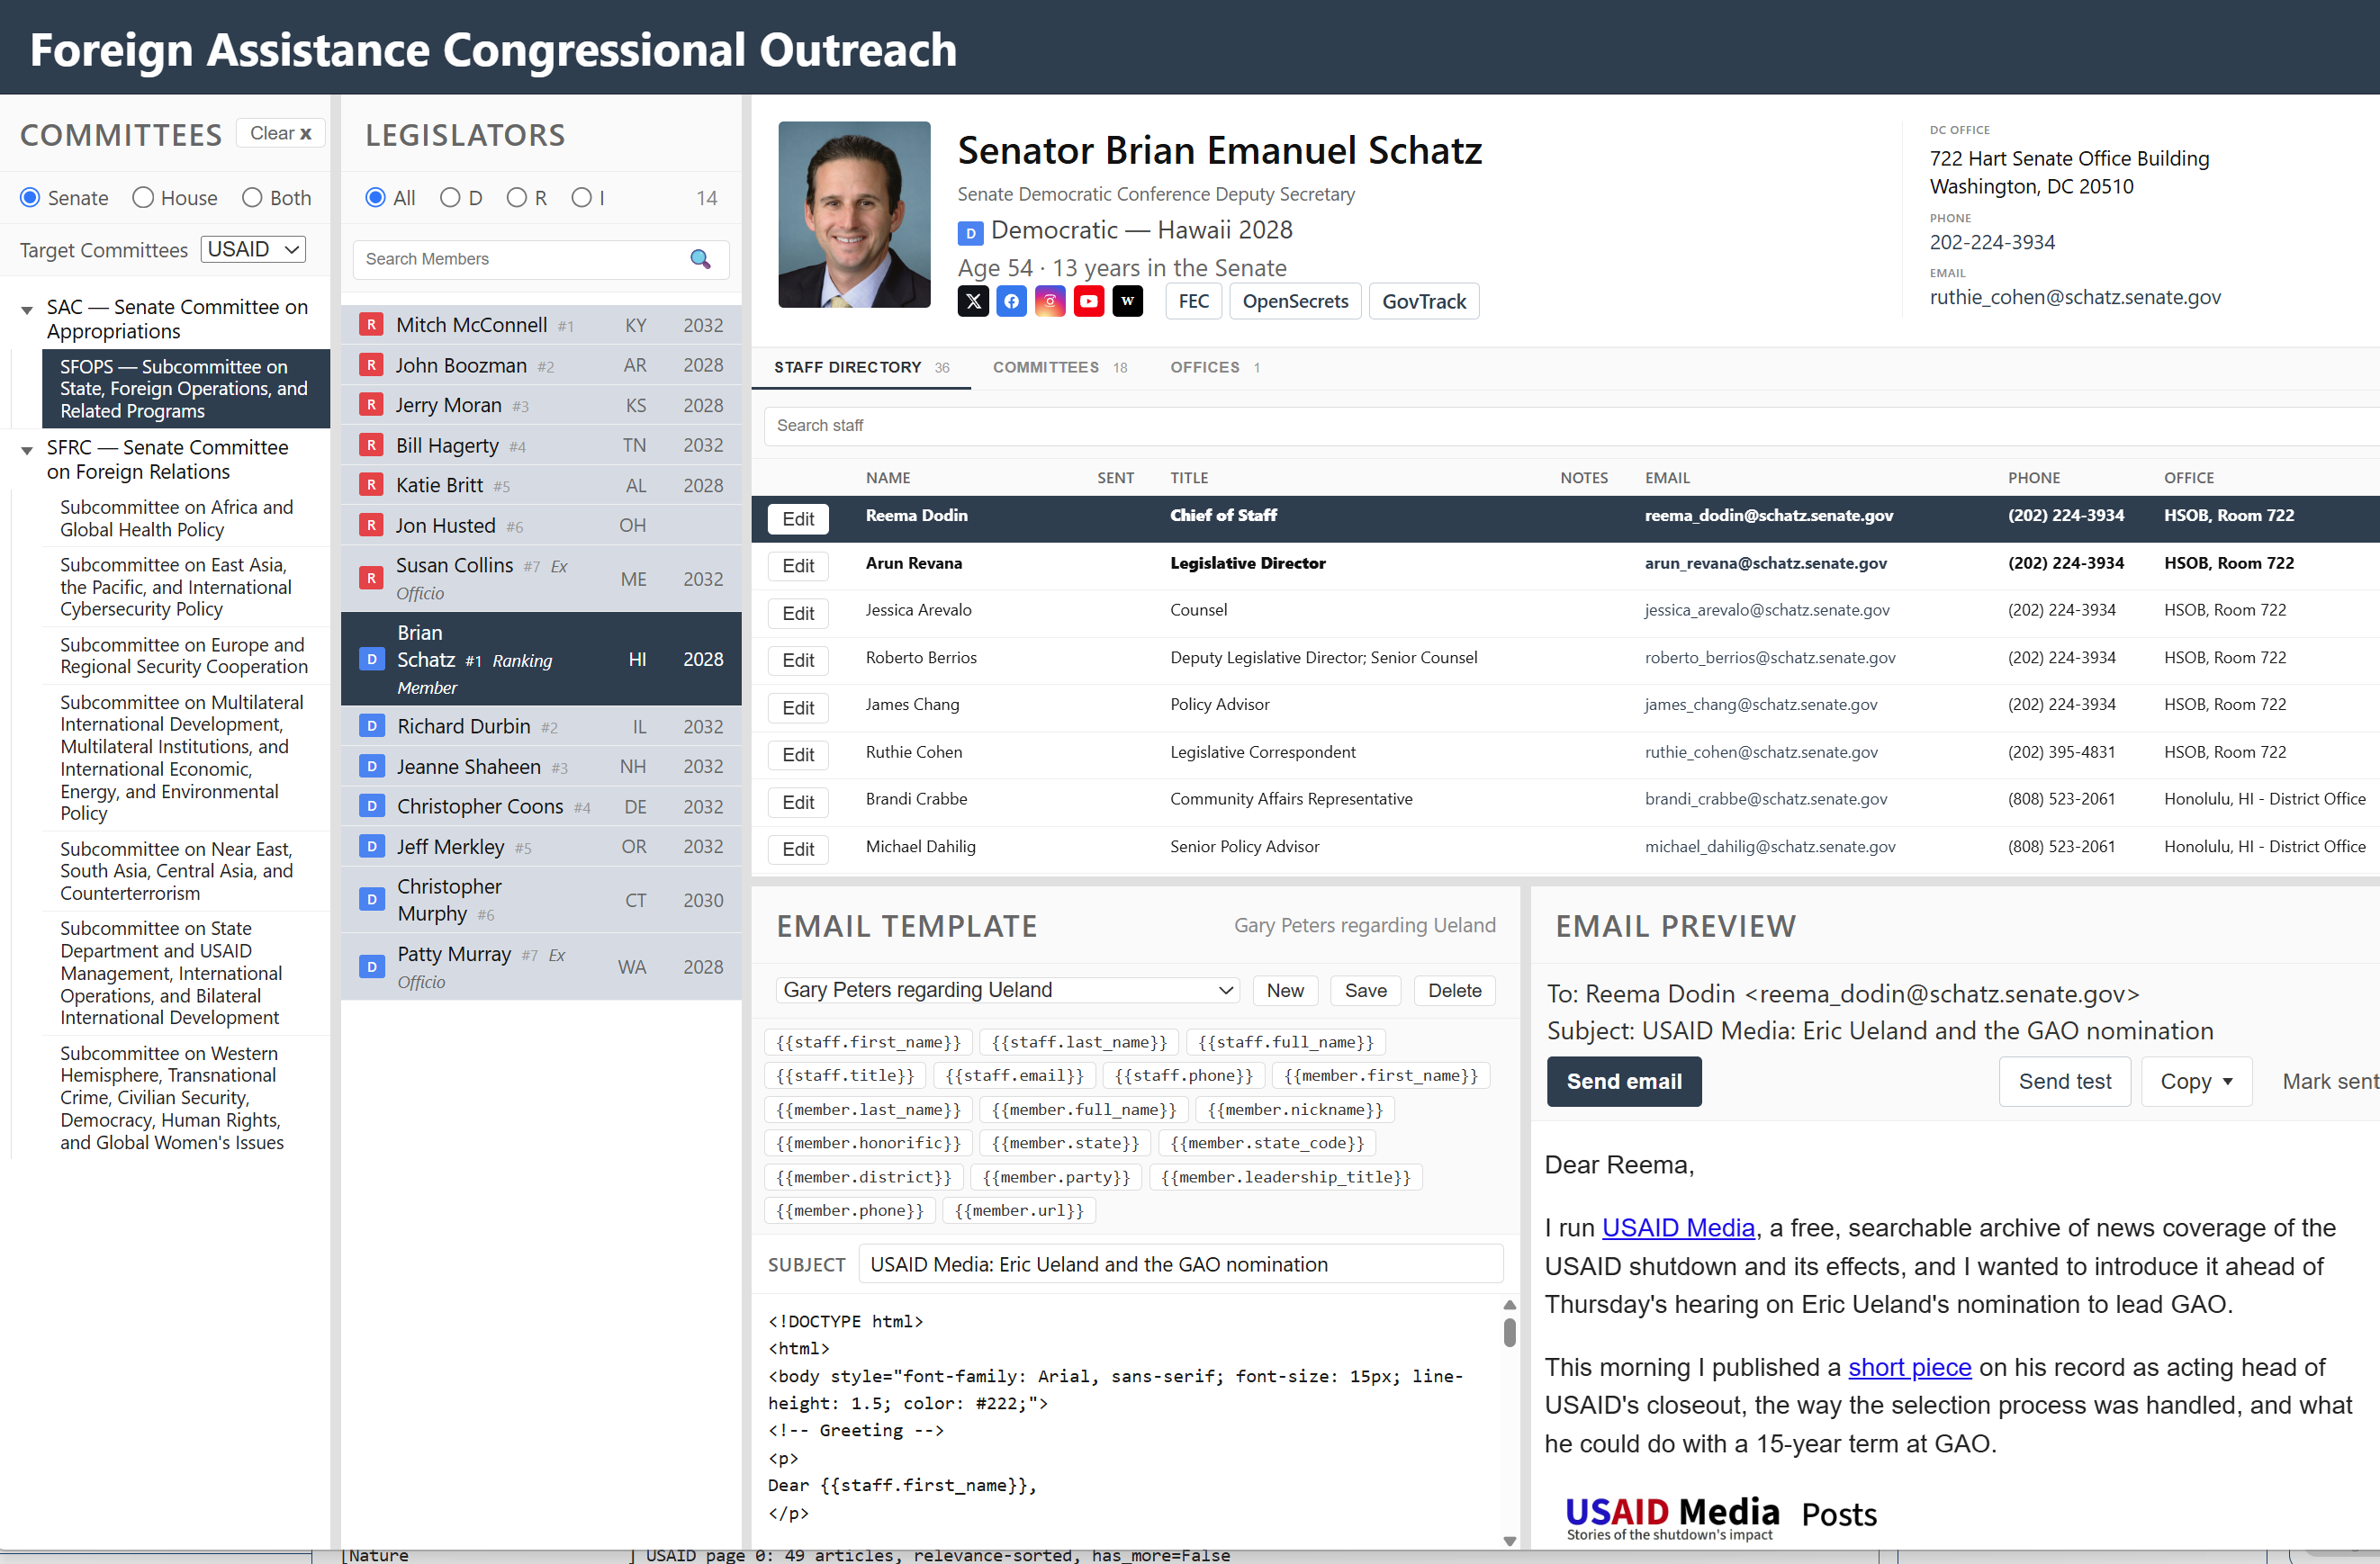 Foreign Assistance Congressional Outreach
COMMITTEES
Clear x
Senate
House
Both
Target Committees
USAID
SAC — Senate Committee on
Appropriations
SFOPS — Subcommittee on
State, Foreign Operations, and
Related Programs
SFRC — Senate Committee
on Foreign Relations
Subcommittee on Africa and
Global Health Policy
Subcommittee on East Asia,
the Pacific, and International
Cybersecurity Policy
Subcommittee on Europe and
Regional Security Cooperation
Subcommittee on Multilateral
International Development,
Multilateral Institutions, and
International Economic,
Energy, and Environmental
Policy
Subcommittee on Near East,
South Asia, Central Asia, and
Counterterrorism
Subcommittee on State
Department and USAID
Management, International
Operations, and Bilateral
International Development
Subcommittee on Western
Hemisphere, Transnational
Crime, Civilian Security,
Democracy, Human Rights,
and Global Women's Issues
LEGISLATORS
All D R I 14
Search Members
R Mitch McConnell #1 KY 2032
R John Boozman #2 AR 2028
R Jerry Moran #3 KS 2028
R Bill Hagerty #4 TN 2032
R Katie Britt #5 AL 2028
R Jon Husted #6 OH
R Susan Collins #7 Ex
Officio ME 2032
D Brian
Schatz #1 Ranking
Member HI 2028
D Richard Durbin #2 IL 2032
D Jeanne Shaheen #3 NH 2032
D Christopher Coons #4 DE 2032
D Jeff Merkley #5 OR 2032
D Christopher
Murphy #6 CT 2030
D Patty Murray #7 Ex
Officio WA 2028
Senator Brian Emanuel Schatz
Senate Democratic Conference Deputy Secretary
D Democratic — Hawaii 2028
Age 54 · 13 years in the Senate
W FEC OpenSecrets GovTrack
DC OFFICE
722 Hart Senate Office Building
Washington, DC 20510
PHONE
202-224-3934
EMAIL
ruthie_cohen@schatz.senate.gov
STAFF DIRECTORY 36 COMMITTEES 18 OFFICES 1
Search staff
NAME SENT TITLE NOTES EMAIL PHONE OFFICE
Edit Reema Dodin Chief of Staff reema_dodin@schatz.senate.gov (202) 224-3934 HSOB, Room 722
Edit Arun Revana Legislative Director arun_revana@schatz.senate.gov (202) 224-3934 HSOB, Room 722
Edit Jessica Arevalo Counsel jessica_arevalo@schatz.senate.gov (202) 224-3934 HSOB, Room 722
Edit Roberto Berrios Deputy Legislative Director; Senior Counsel roberto_berrios@schatz.senate.gov (202) 224-3934 HSOB, Room 722
Edit James Chang Policy Advisor james_chang@schatz.senate.gov (202) 224-3934 HSOB, Room 722
Edit Ruthie Cohen Legislative Correspondent ruthie_cohen@schatz.senate.gov (202) 395-4831 HSOB, Room 722
Edit Brandi Crabbe Community Affairs Representative brandi_crabbe@schatz.senate.gov (808) 523-2061 Honolulu, HI - District Office
Edit Michael Dahilig Senior Policy Advisor michael_dahilig@schatz.senate.gov (808) 523-2061 Honolulu, HI - District Office
EMAIL TEMPLATE Gary Peters regarding Ueland
Gary Peters regarding Ueland New Save Delete
{{staff.first_name}} {{staff.last_name}} {{staff.full_name}}
{{staff.title}} {{staff.email}} {{staff.phone}} {{member.first_name}}
{{member.last_name}} {{member.full_name}} {{member.nickname}}
{{member.honorific}} {{member.state}} {{member.state_code}}
{{member.district}} {{member.party}} {{member.leadership_title}}
{{member.phone}} {{member.url}}
SUBJECT USAID Media: Eric Ueland and the GAO nomination
<!DOCTYPE html>
<html>
<body style="font-family: Arial, sans-serif; font-size: 15px; line-
height: 1.5; color: #222;">
<!-- Greeting -->
<p>
Dear {{staff.first_name}},
</p>
EMAIL PREVIEW
To: Reema Dodin <reema_dodin@schatz.senate.gov>
Subject: USAID Media: Eric Ueland and the GAO nomination
Send email Send test Copy Mark sent
Dear Reema,
I run USAID Media, a free, searchable archive of news coverage of the
USAID shutdown and its effects, and I wanted to introduce it ahead of
Thursday's hearing on Eric Ueland's nomination to lead GAO.
This morning I published a short piece on his record as acting head of
USAID's closeout, the way the selection process was handled, and what
he could do with a 15-year term at GAO.
USAID Media Posts
Stories of the shutdown's impact
[Nature ] USAID page 0: 49 articles, relevance-sorted, has_more=False